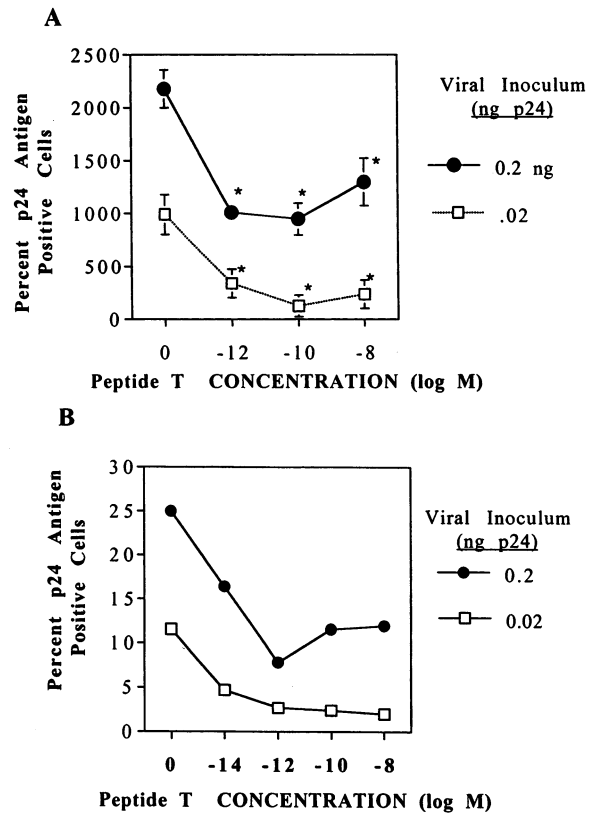 A
Percent p24 Antigen
Positive Cells
2500
2000
1500
1000
500
0
* * *
* * *
0 -12 -10 -8
Peptide T CONCENTRATION (log M)
Viral Inoculum
(ng p24)
0.2 ng
.02
B
Percent p24 Antigen
Positive Cells
30
25
20
15
10
5
0
0 -14 -12 -10 -8
Peptide T CONCENTRATION (log M)
Viral Inoculum
(ng p24)
0.2
0.02